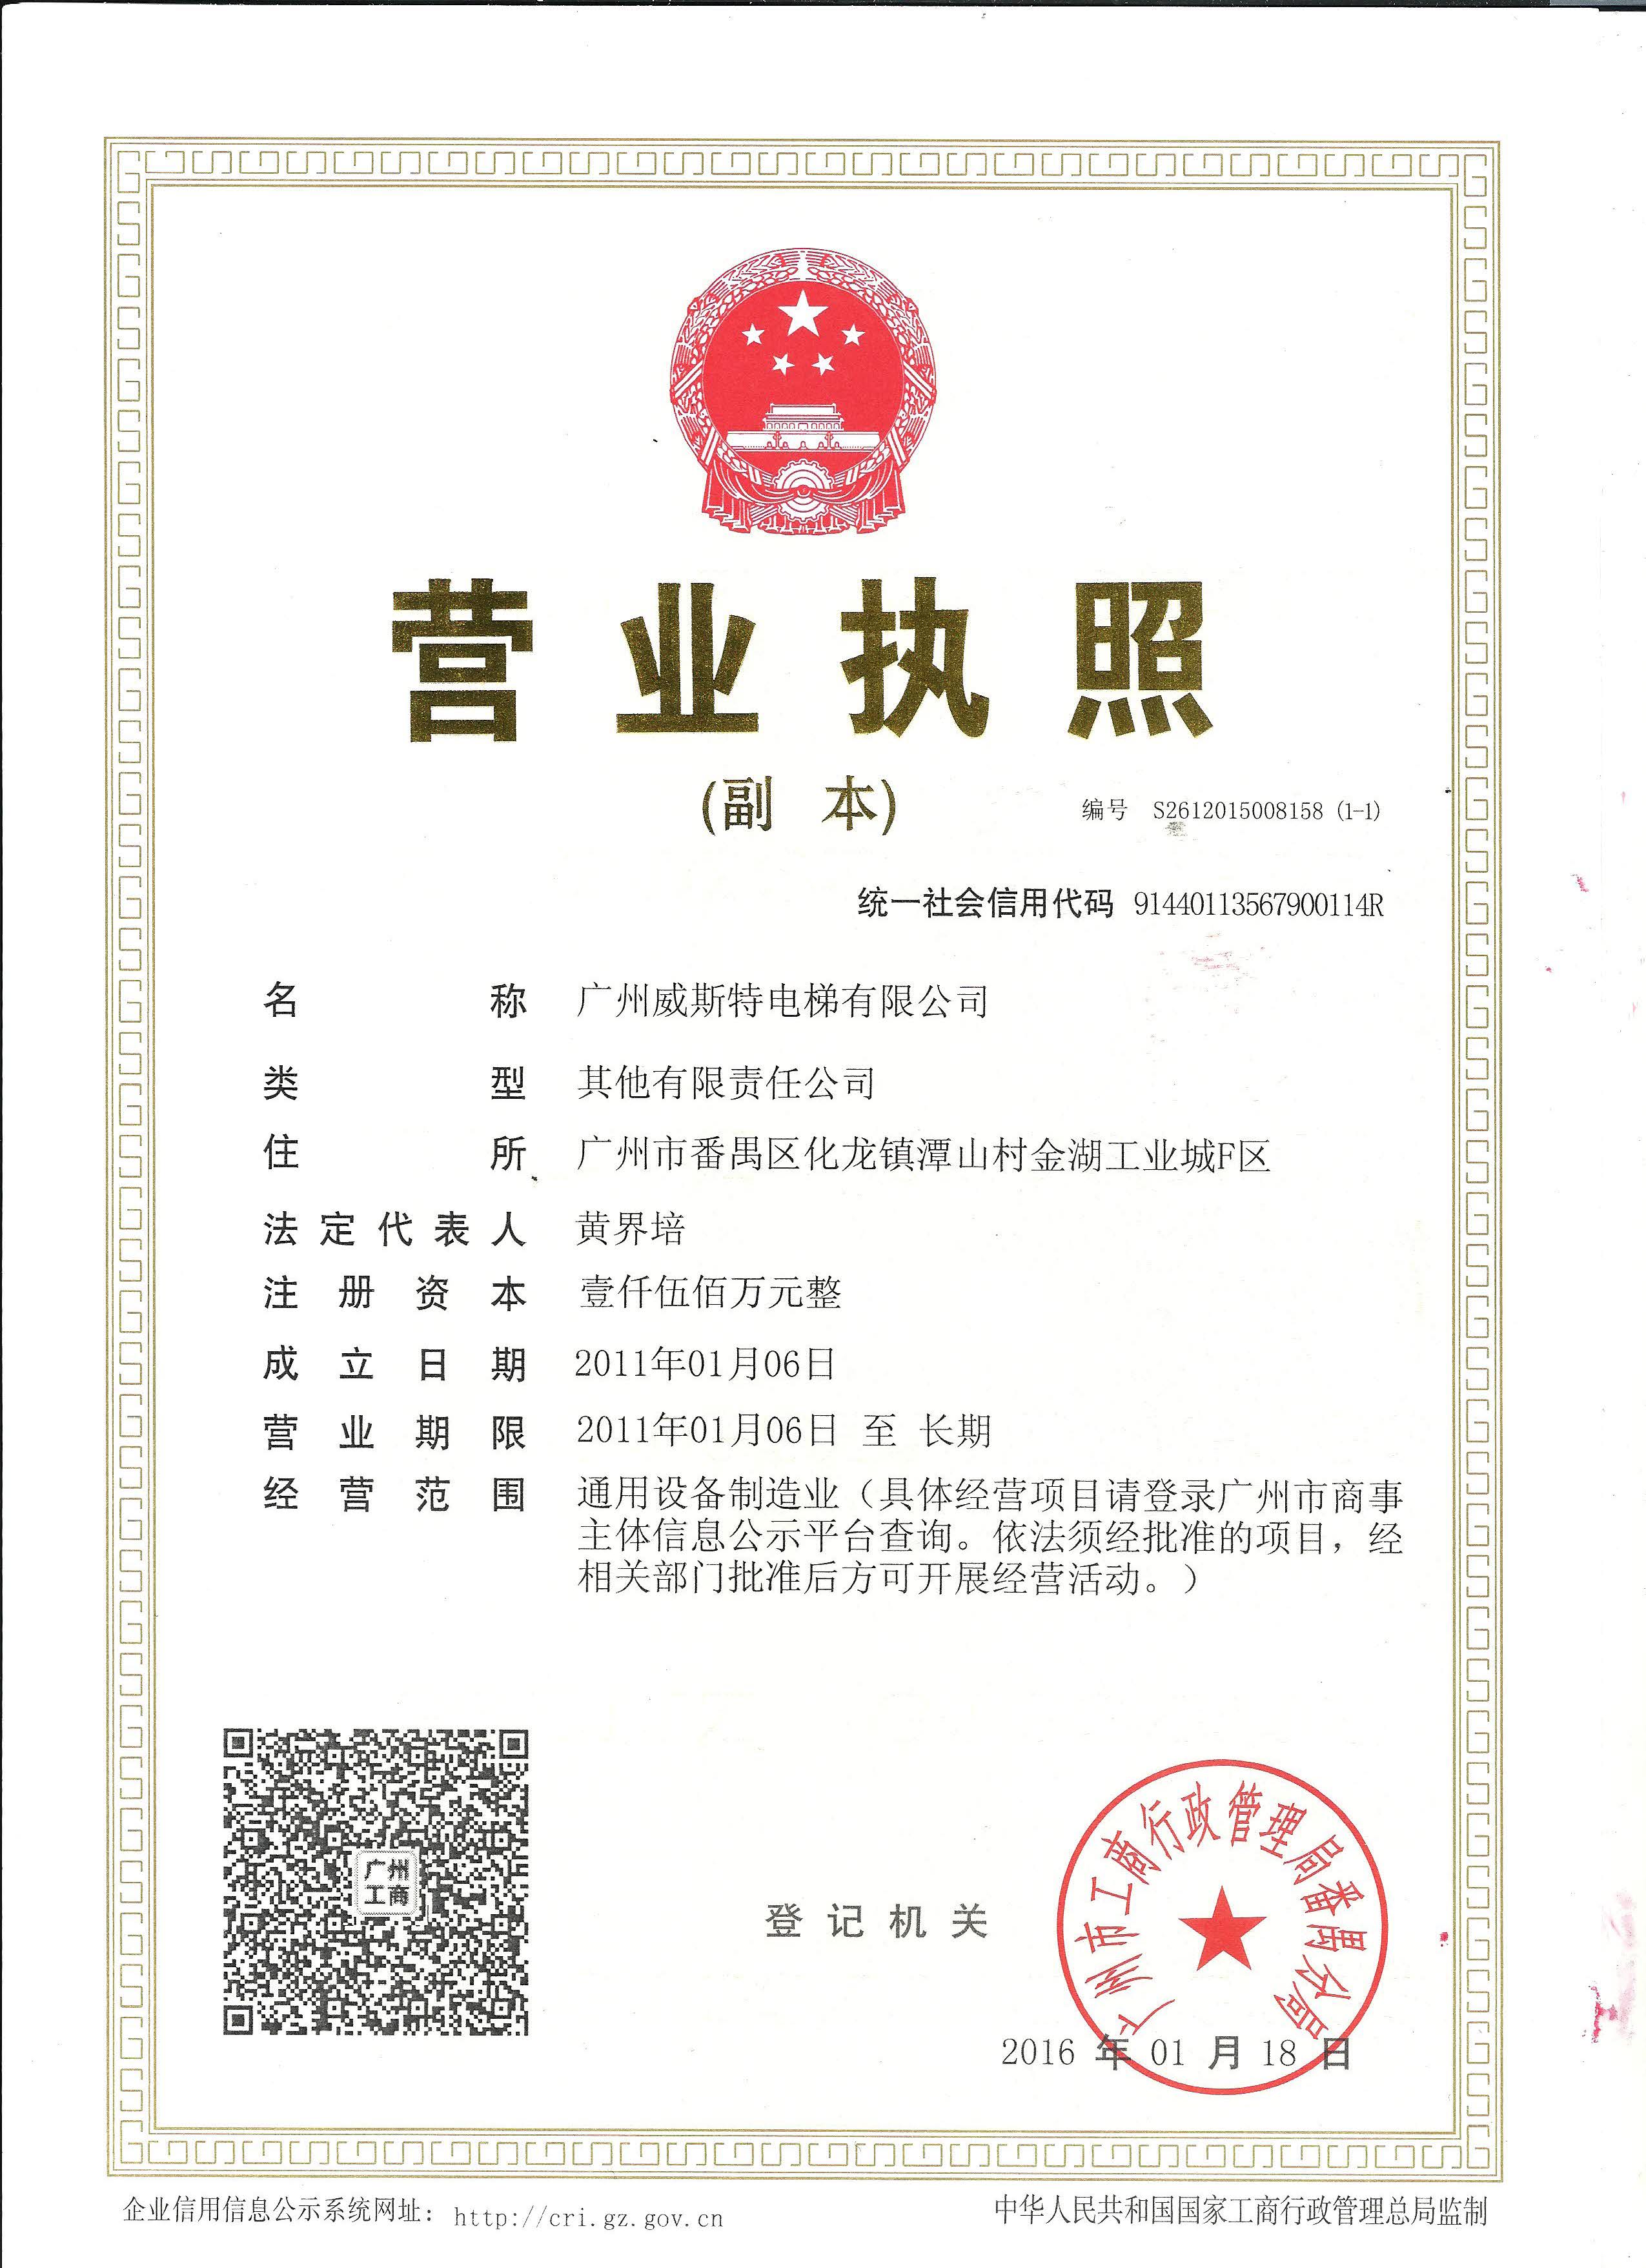 营业执照
(副 本)
编号 S2612015008158 (1-1)
统一社会信用代码 91440113567900114R
名称 广州威斯特电梯有限公司
类型 其他有限责任公司
住所 广州市番禺区化龙镇潭山村金湖工业城F区
法定代表人 黄界培
注册资本 壹仟伍佰万元整
成立日期 2011年01月06日
营业期限 2011年01月06日 至 长期
经营范围 通用设备制造业（具体经营项目请登录广州市商事
主体信息公示平台查询。依法须经批准的项目，经
相关部门批准后方可开展经营活动。）
广州
工商
登记机关
广州市工商行政管理局番禺分局
2016 年 01 月 18 日
企业信用信息公示系统网址： http://cri.gz.gov.cn
中华人民共和国国家工商行政管理总局监制